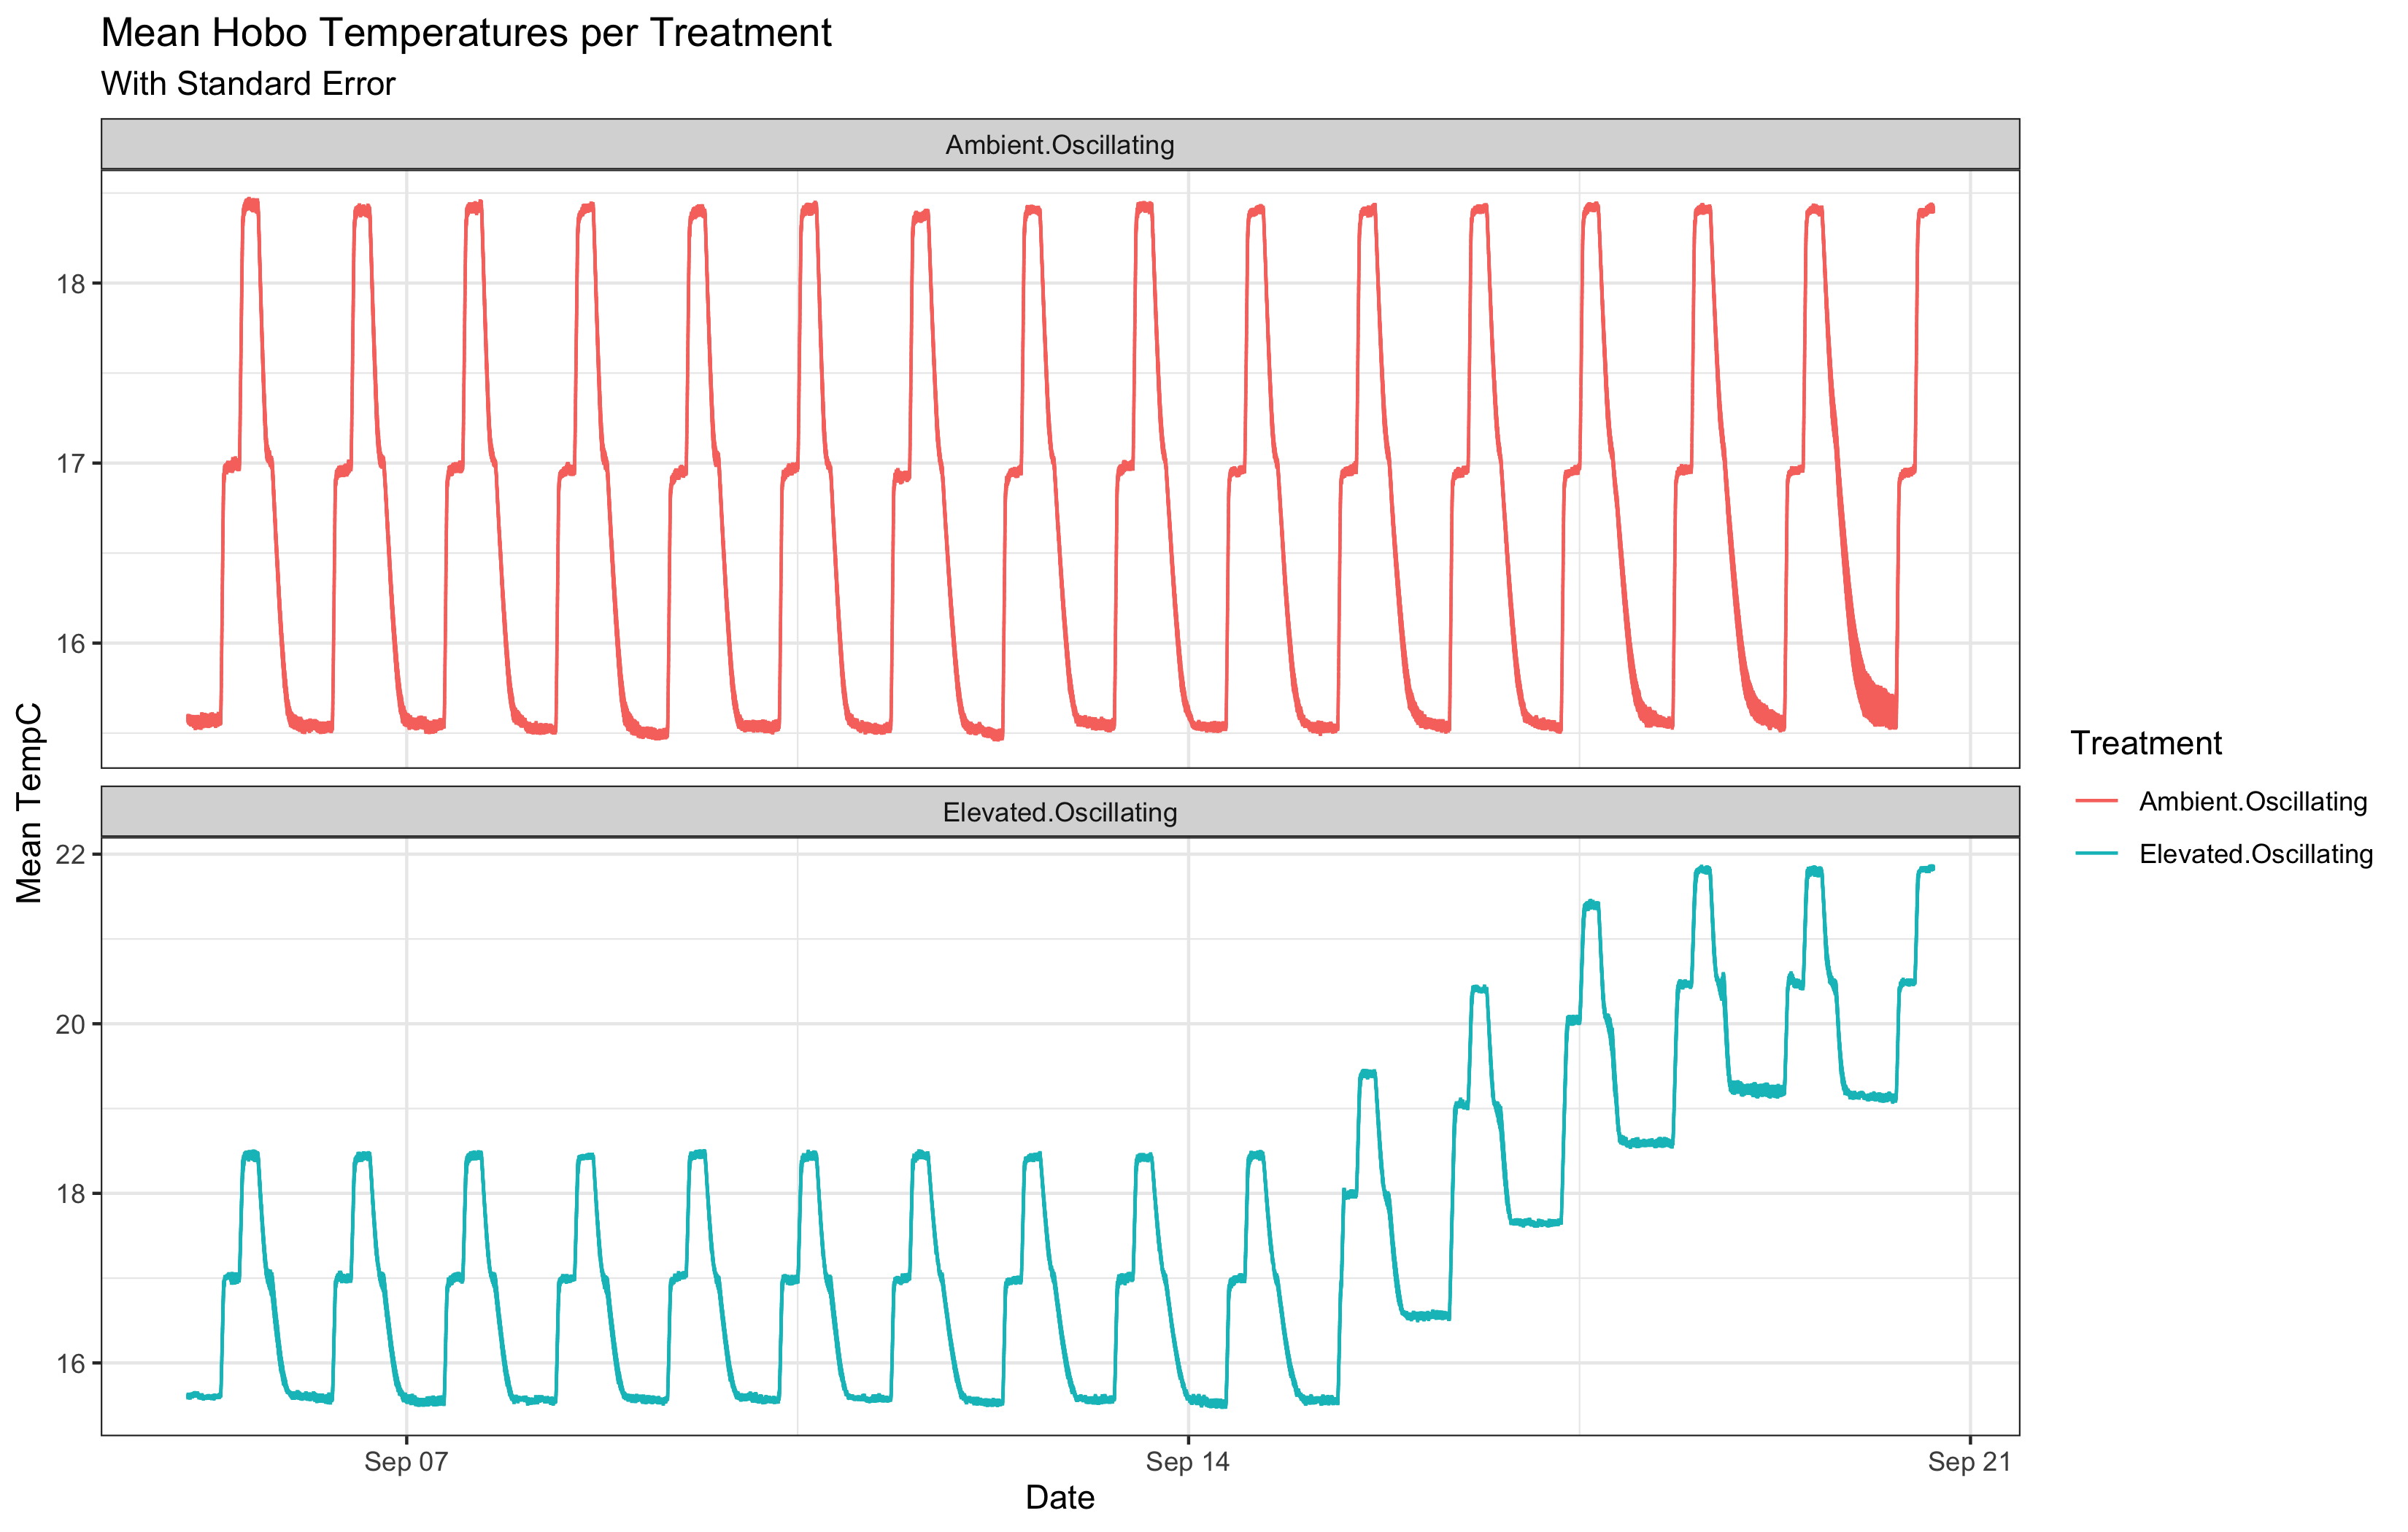 Mean Hobo Temperatures per Treatment
With Standard Error
Ambient.Oscillating
18
17
16
Mean TempC
Elevated.Oscillating
22
20
18
16
Sep 07
Sep 14
Sep 21
Date
Treatment
Ambient.Oscillating
Elevated.Oscillating